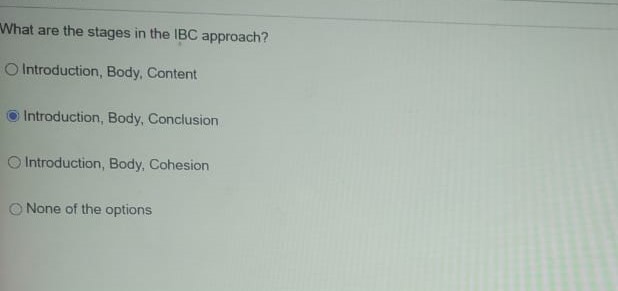 What are the stages in the IBC approach?
Introduction, Body, Content
Introduction, Body, Conclusion
Introduction, Body, Cohesion
None of the options